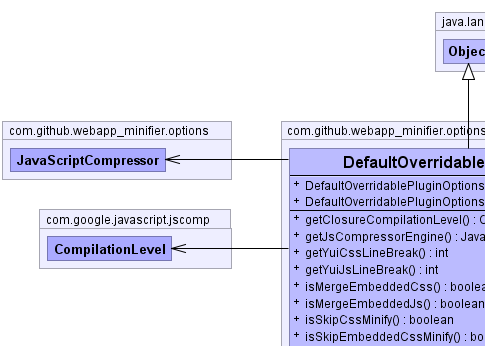 java.lan
Objec
com.github.webapp_minifier.options
JavaScriptCompressor
com.github.webapp_minifier.options
DefaultOverridable
+ DefaultOverridablePluginOptions
+ DefaultOverridablePluginOptions
com.google.javascript.jscomp
CompilationLevel
+ getClosureCompilationLevel() : C
+ getJsCompressorEngine() : Java
+ getYuiCssLineBreak() : int
+ getYuiJsLineBreak() : int
+ isMergeEmbeddedCss() : boolea
+ isMergeEmbeddedJs() : boolean
+ isSkipCssMinify() : boolean
+ isSkipEmbeddedCssMinify() : bo